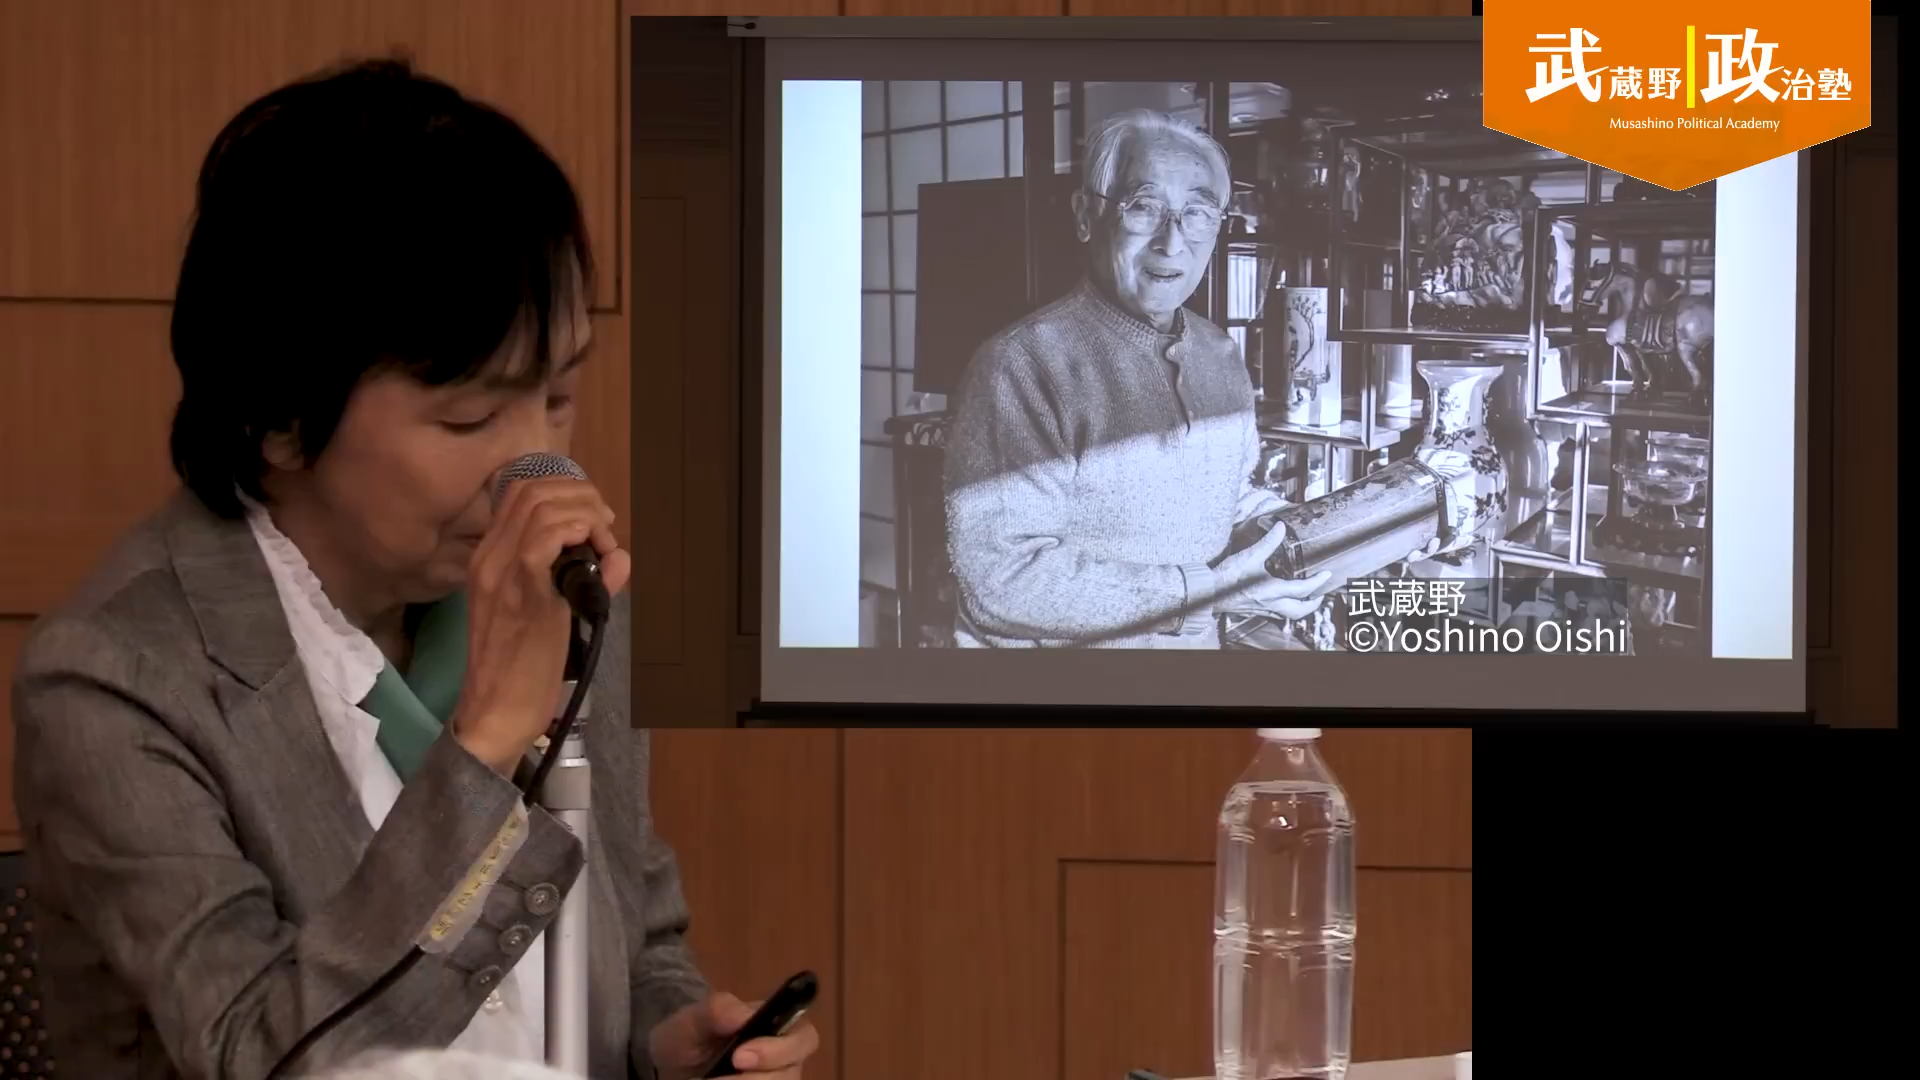 武蔵野政治塾
Musashino Political Academy
武蔵野
©Yoshino Oishi